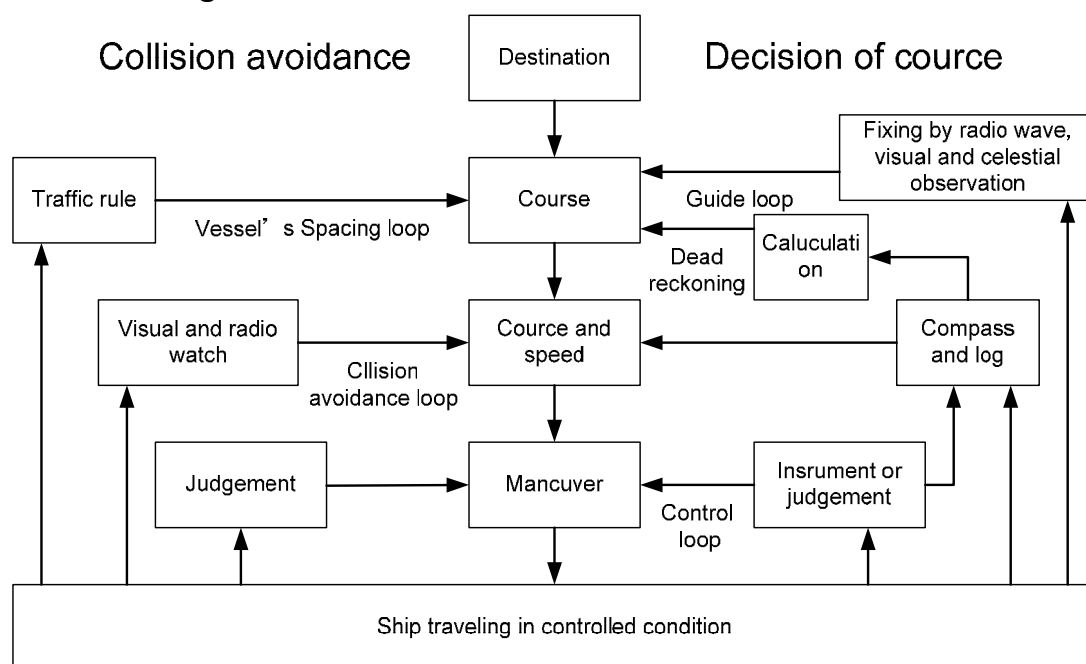 Collision avoidance
Destination
Decision of cource
Fixing by radio wave,
visual and celestial
observation
Traffic rule
Course
Vessel’s Spacing loop
Guide loop
Dead
reckoning
Caluculati
on
Visual and radio
watch
Cource and
speed
Compass
and log
Cllision
avoidance loop
Judgement
Mancuver
Insrument or
judgement
Control
loop
Ship traveling in controlled condition